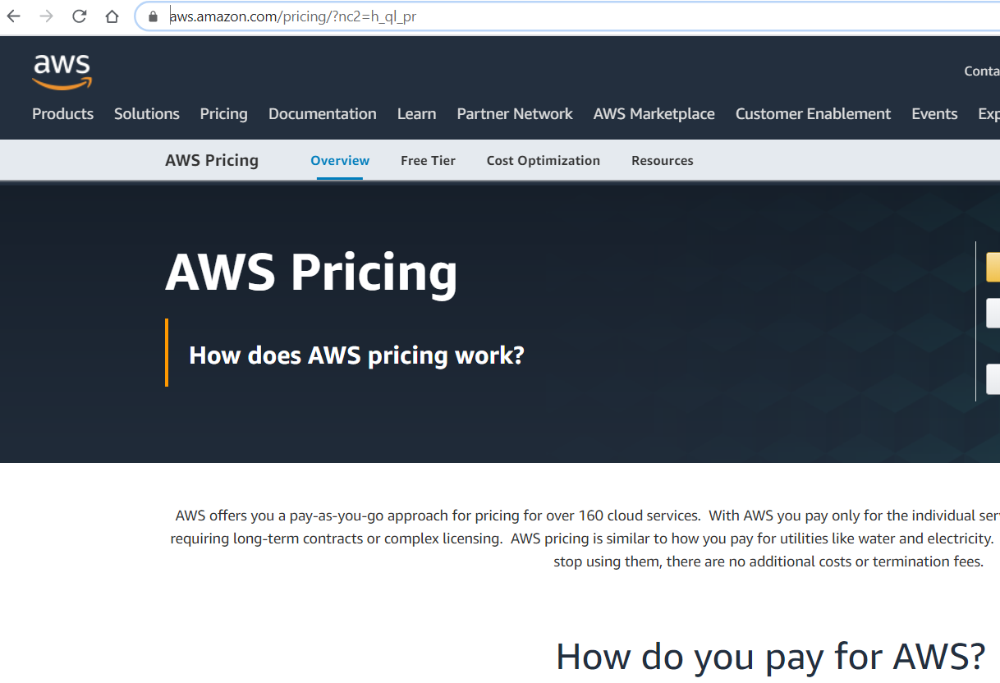 aws.amazon.com/pricing/?nc2=h_ql_pr
aws
Conta
Products Solutions Pricing Documentation Learn Partner Network AWS Marketplace Customer Enablement Events Exp
AWS Pricing Overview Free Tier Cost Optimization Resources
AWS Pricing
How does AWS pricing work?
AWS offers you a pay-as-you-go approach for pricing for over 160 cloud services. With AWS you pay only for the individual ser
requiring long-term contracts or complex licensing. AWS pricing is similar to how you pay for utilities like water and electricity.
stop using them, there are no additional costs or termination fees.
How do you pay for AWS?